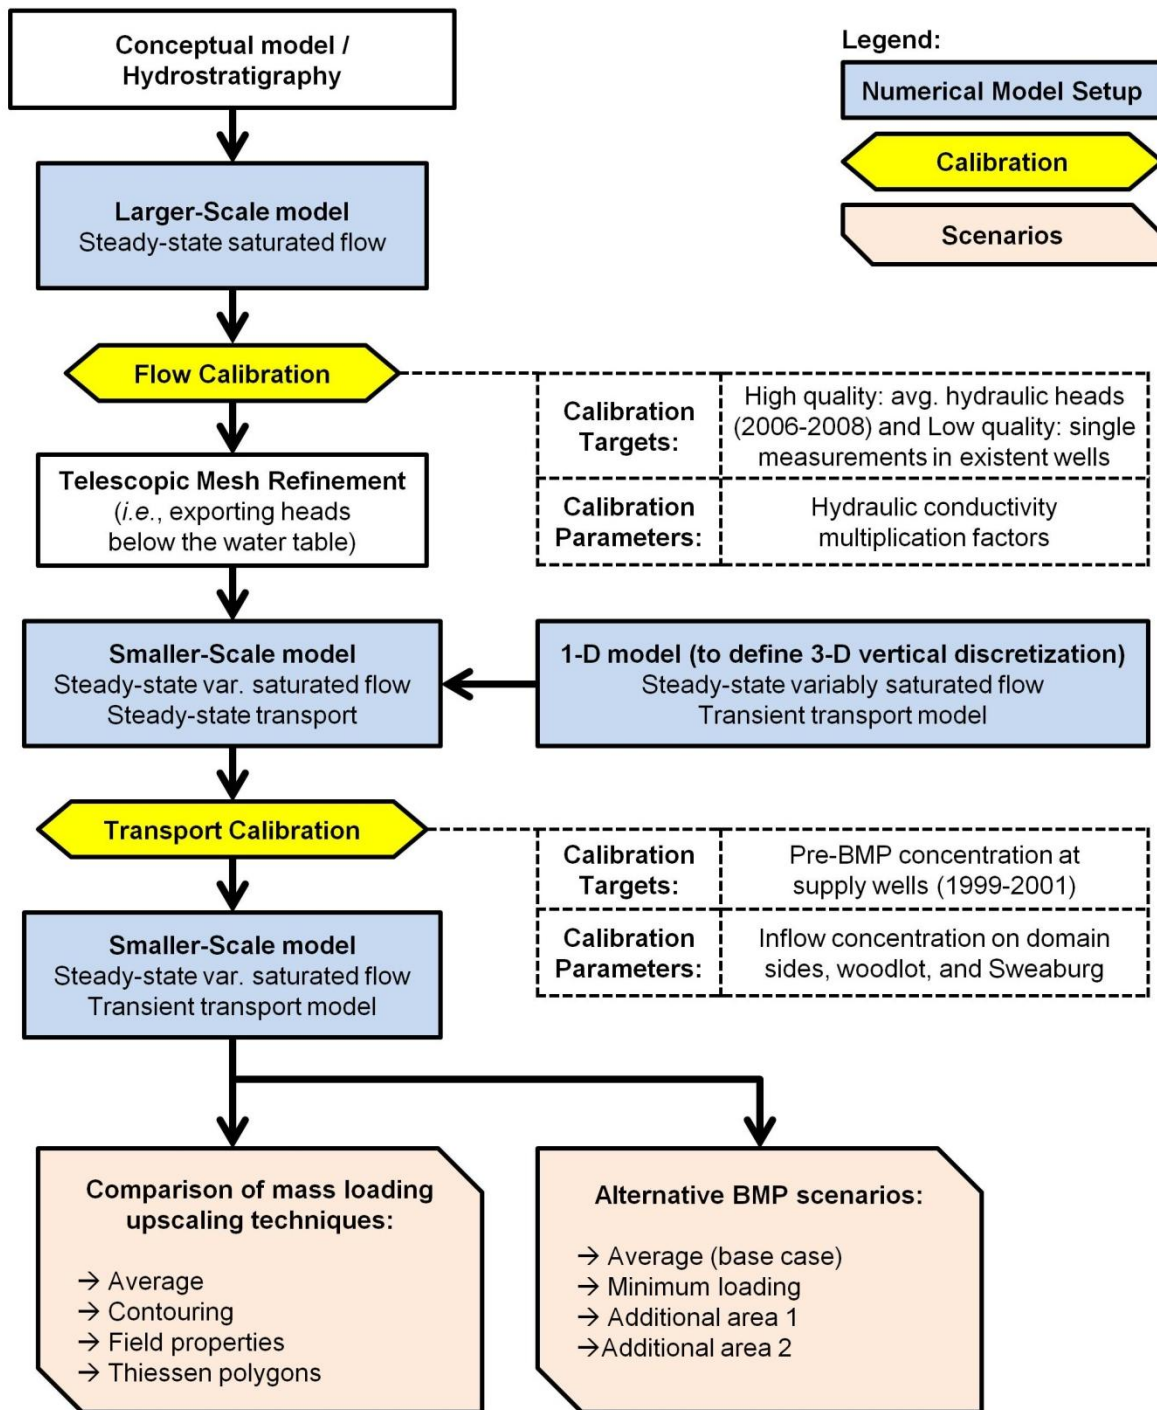 Conceptual model /
Hydrostratigraphy
Legend:
Numerical Model Setup
Calibration
Scenarios
Larger-Scale model
Steady-state saturated flow
Flow Calibration
Calibration
Targets:
High quality: avg. hydraulic heads
(2006-2008) and Low quality: single
measurements in existent wells
Calibration
Parameters:
Hydraulic conductivity
multiplication factors
Telescopic Mesh Refinement
(i.e., exporting heads
below the water table)
Smaller-Scale model
Steady-state var. saturated flow
Steady-state transport
1-D model (to define 3-D vertical discretization)
Steady-state variably saturated flow
Transient transport model
Transport Calibration
Calibration
Targets:
Pre-BMP concentration at
supply wells (1999-2001)
Calibration
Parameters:
Inflow concentration on domain
sides, woodlot, and Sweaburg
Smaller-Scale model
Steady-state var. saturated flow
Transient transport model
Comparison of mass loading
upscaling techniques:
→ Average
→ Contouring
→ Field properties
→ Thiessen polygons
Alternative BMP scenarios:
→ Average (base case)
→ Minimum loading
→ Additional area 1
→Additional area 2